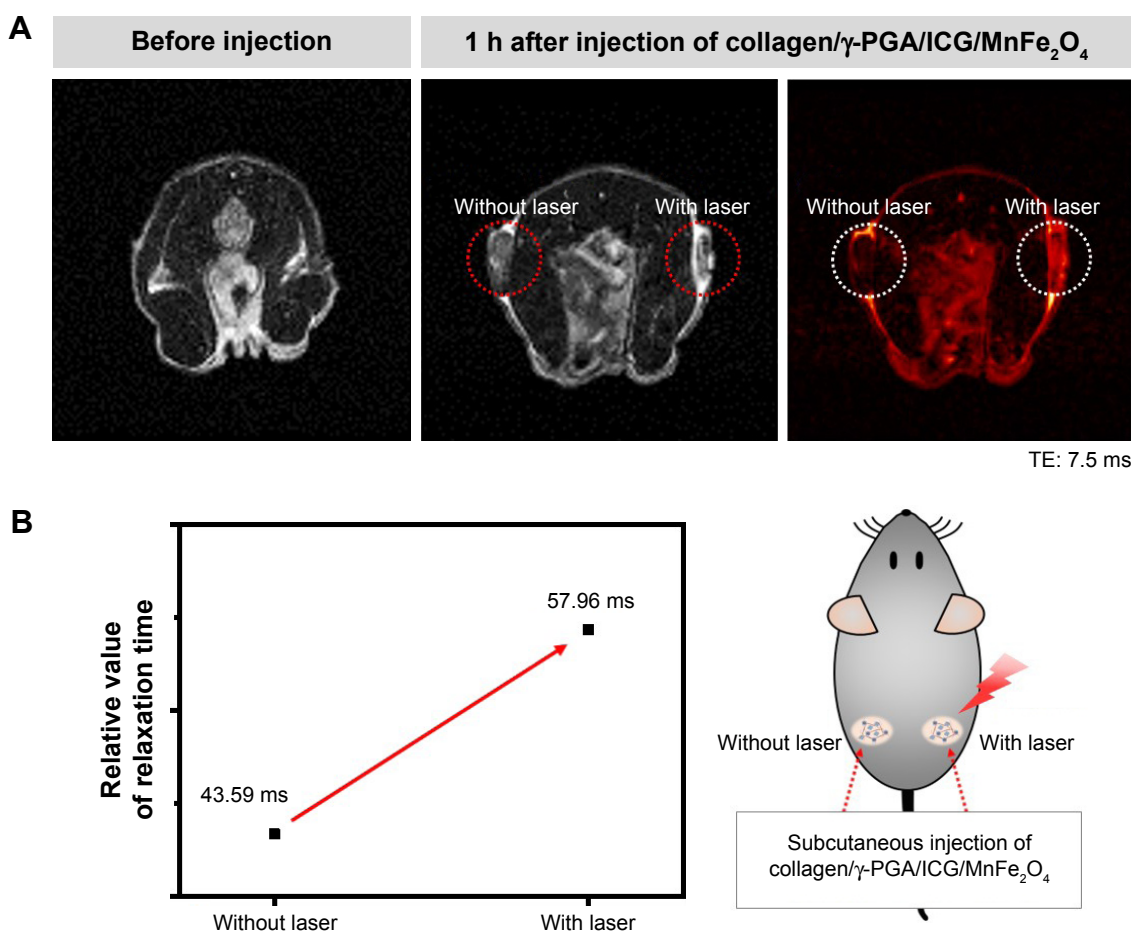 A
Before injection
1 h after injection of collagen/γ-PGA/ICG/MnFe₂O₄
Without laser
With laser
Without laser
With laser
TE: 7.5 ms
B
Relative value
of relaxation time
43.59 ms
57.96 ms
Without laser
With laser
Without laser
With laser
Subcutaneous injection of
collagen/γ-PGA/ICG/MnFe₂O₄